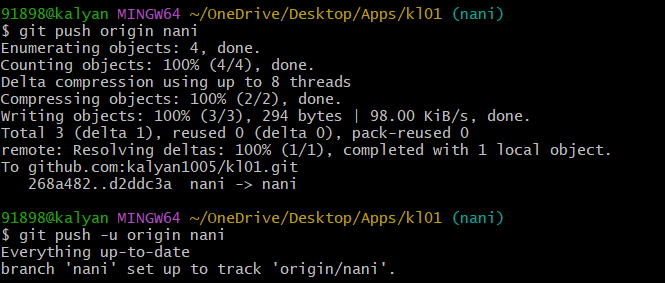 91898@kalyan MINGW64 ~/OneDrive/Desktop/Apps/kl01 (nani)
$ git push origin nani
Enumerating objects: 4, done.
Counting objects: 100% (4/4), done.
Delta compression using up to 8 threads
Compressing objects: 100% (2/2), done.
Writing objects: 100% (3/3), 294 bytes | 98.00 KiB/s, done.
Total 3 (delta 1), reused 0 (delta 0), pack-reused 0
remote: Resolving deltas: 100% (1/1), completed with 1 local object.
To github.com:kalyan1005/kl01.git
   268a482..d2ddc3a  nani -> nani

91898@kalyan MINGW64 ~/OneDrive/Desktop/Apps/kl01 (nani)
$ git push -u origin nani
Everything up-to-date
branch 'nani' set up to track 'origin/nani'.